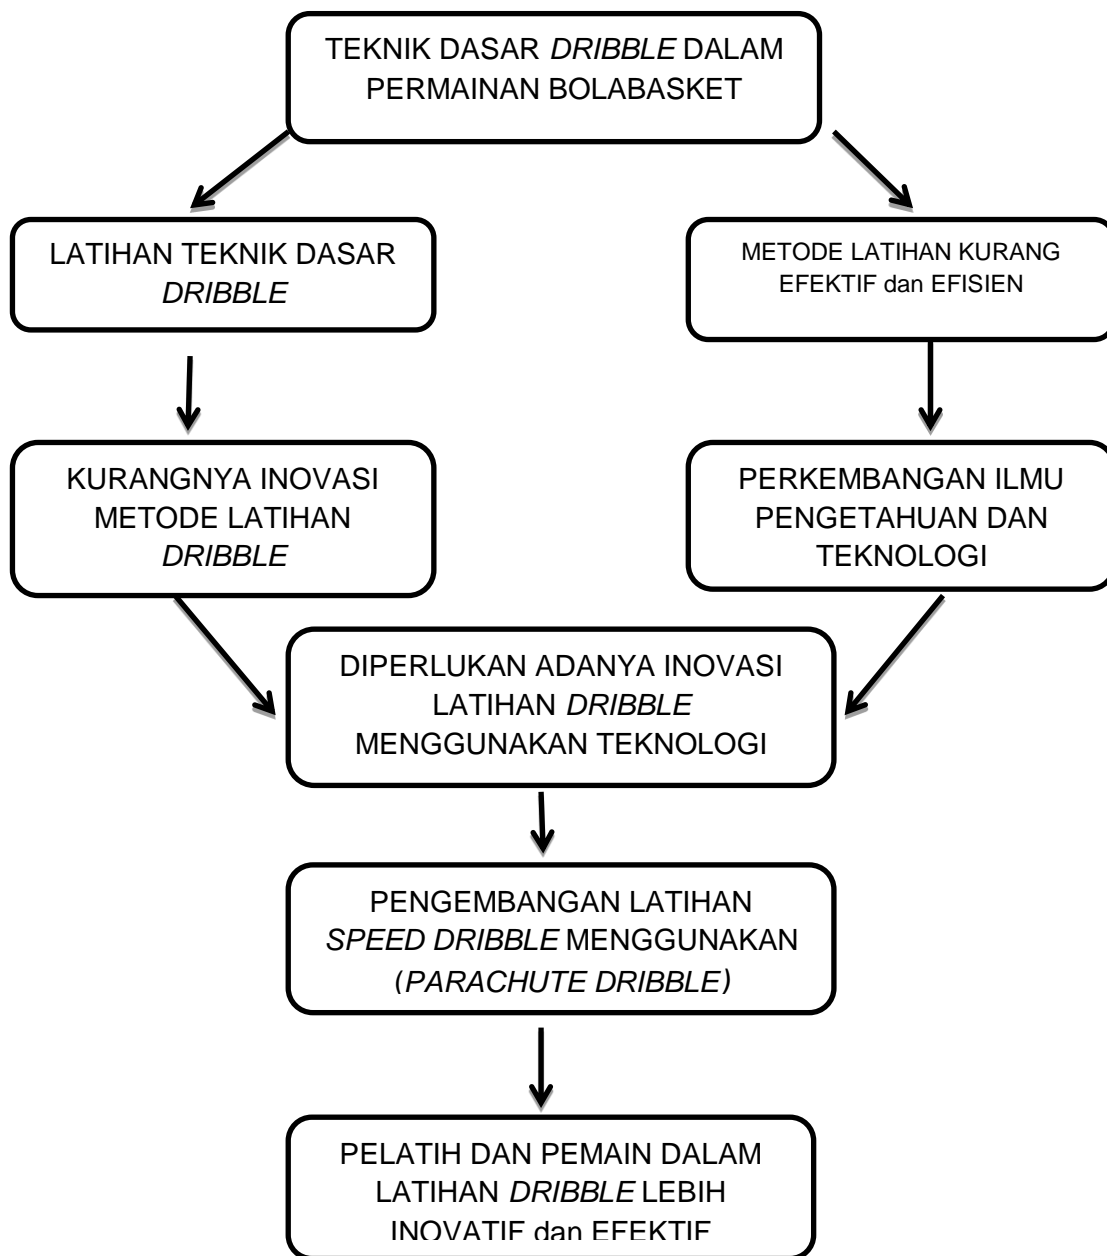 TEKNIK DASAR DRIBBLE DALAM
PERMAINAN BOLABASKET
LATIHAN TEKNIK DASAR
DRIBBLE
METODE LATIHAN KURANG
EFEKTIF dan EFISIEN
KURANGNYA INOVASI
METODE LATIHAN
DRIBBLE
PERKEMBANGAN ILMU
PENGETAHUAN DAN
TEKNOLOGI
DIPERLUKAN ADANYA INOVASI
LATIHAN DRIBBLE
MENGGUNAKAN TEKNOLOGI
PENGEMBANGAN LATIHAN
SPEED DRIBBLE MENGGUNAKAN
(PARACHUTE DRIBBLE)
PELATIH DAN PEMAIN DALAM
LATIHAN DRIBBLE LEBIH
INOVATIF dan EFEKTIF